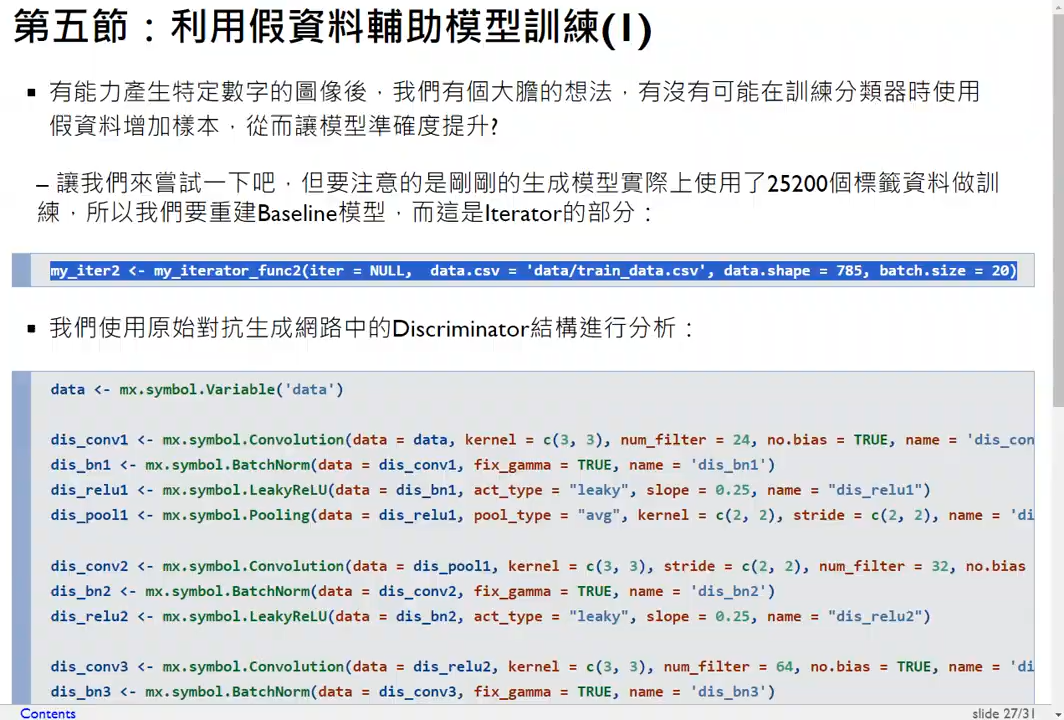 第五節：利用假資料輔助模型訓練(1)
▪ 有能力產生特定數字的圖像後，我們有個大膽的想法，有沒有可能在訓練分類器時使用
假資料增加樣本，從而讓模型準確度提升?
– 讓我們來嘗試一下吧，但要注意的是剛剛的生成模型實際上使用了25200個標籤資料做訓
練，所以我們要重建Baseline模型，而這是Iterator的部分：
my_iter2 <- my_iterator_func2(iter = NULL,  data.csv = 'data/train_data.csv', data.shape = 785, batch.size = 20)
▪ 我們使用原始對抗生成網路中的Discriminator結構進行分析：
data <- mx.symbol.Variable('data')
dis_conv1 <- mx.symbol.Convolution(data = data, kernel = c(3, 3), num_filter = 24, no.bias = TRUE, name = 'dis_con
dis_bn1 <- mx.symbol.BatchNorm(data = dis_conv1, fix_gamma = TRUE, name = 'dis_bn1')
dis_relu1 <- mx.symbol.LeakyReLU(data = dis_bn1, act_type = "leaky", slope = 0.25, name = "dis_relu1")
dis_pool1 <- mx.symbol.Pooling(data = dis_relu1, pool_type = "avg", kernel = c(2, 2), stride = c(2, 2), name = 'di
dis_conv2 <- mx.symbol.Convolution(data = dis_pool1, kernel = c(3, 3), stride = c(2, 2), num_filter = 32, no.bias
dis_bn2 <- mx.symbol.BatchNorm(data = dis_conv2, fix_gamma = TRUE, name = 'dis_bn2')
dis_relu2 <- mx.symbol.LeakyReLU(data = dis_bn2, act_type = "leaky", slope = 0.25, name = "dis_relu2")
dis_conv3 <- mx.symbol.Convolution(data = dis_relu2, kernel = c(3, 3), num_filter = 64, no.bias = TRUE, name = 'di
dis_bn3 <- mx.symbol.BatchNorm(data = dis_conv3, fix_gamma = TRUE, name = 'dis_bn3')
Contents
slide 27/31